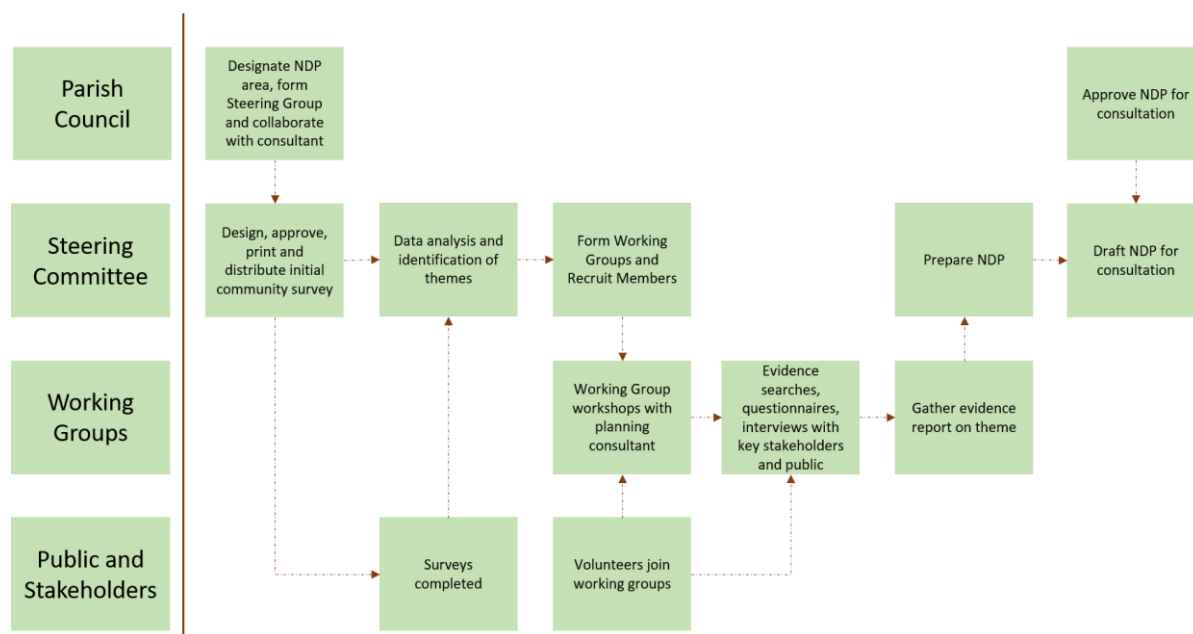 Parish
Council
Designate NDP
area, form
Steering Group
and collaborate
with consultant
Approve NDP for
consultation
Steering
Committee
Design, approve,
print and
distribute initial
community survey
Data analysis and
identification of
themes
Form Working
Groups and
Recruit Members
Prepare NDP
Draft NDP for
consultation
Working
Groups
Working Group
workshops with
planning
consultant
Evidence
searches,
questionnaires,
interviews with
key stakeholders
and public
Gather evidence
report on theme
Public and
Stakeholders
Surveys
completed
Volunteers join
working groups